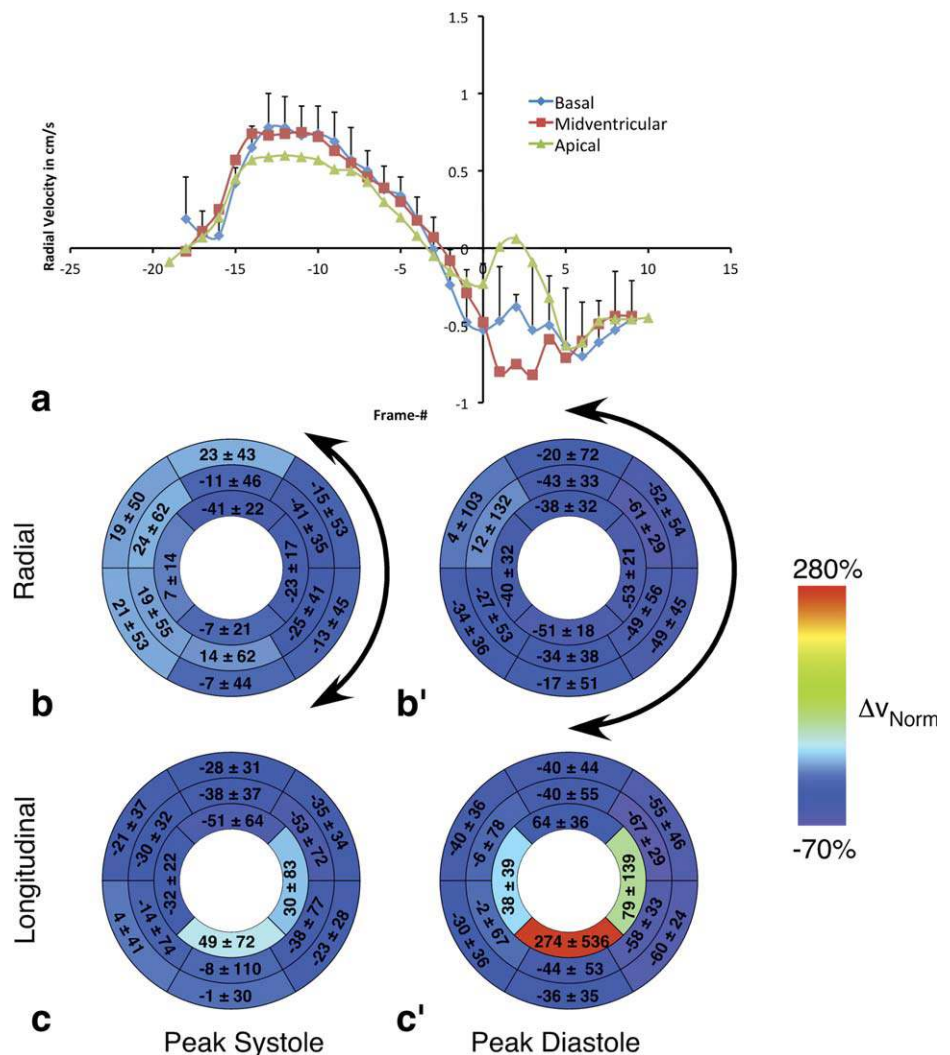 1.5
1
0.5
0
-0.5
-1
-25
-20
-15
-10
-5
0
5
10
15
Radial Velocity in cm/s
Frame-#
Basal
Midventricular
Apical
a
Radial
23 ± 43
-11 ± 46
-41 ± 22
19 ± 50
24 ± 62
7 ± 14
-15 ± 53
-41 ± 35
-23 ± 17
21 ± 53
19 ± 55
-25 ± 41
-13 ± 45
-7 ± 21
14 ± 62
-7 ± 44
b
-20 ± 72
-43 ± 33
-38 ± 32
4 ± 103
12 ± 132
-40 ± 32
-52 ± 54
-61 ± 29
-53 ± 21
-34 ± 36
-27 ± 53
-49 ± 56
-49 ± 45
-51 ± 18
-34 ± 38
-17 ± 51
b'
280%
Δv Norm
-70%
Longitudinal
-28 ± 31
-38 ± 37
-51 ± 64
-21 ± 37
-30 ± 32
-32 ± 22
-35 ± 34
-53 ± 72
30 ± 83
4 ± 41
-14 ± 74
-38 ± 77
-23 ± 28
49 ± 72
-8 ± 110
-1 ± 30
c
Peak Systole
-40 ± 44
-40 ± 55
64 ± 36
-40 ± 36
-6 ± 78
38 ± 39
-55 ± 46
-67 ± 29
79 ± 139
-30 ± 36
-2 ± 67
-58 ± 33
-60 ± 24
274 ± 536
-44 53
-36 ± 35
c'
Peak Diastole